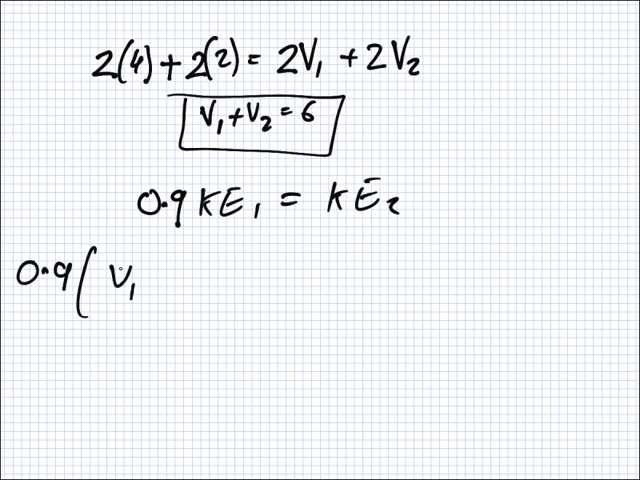 2(4) + 2(2) = 2V₁ + 2V₂
V₁ + V₂ = 6
0.9 KE₁ = KE₂
0.9( V₁